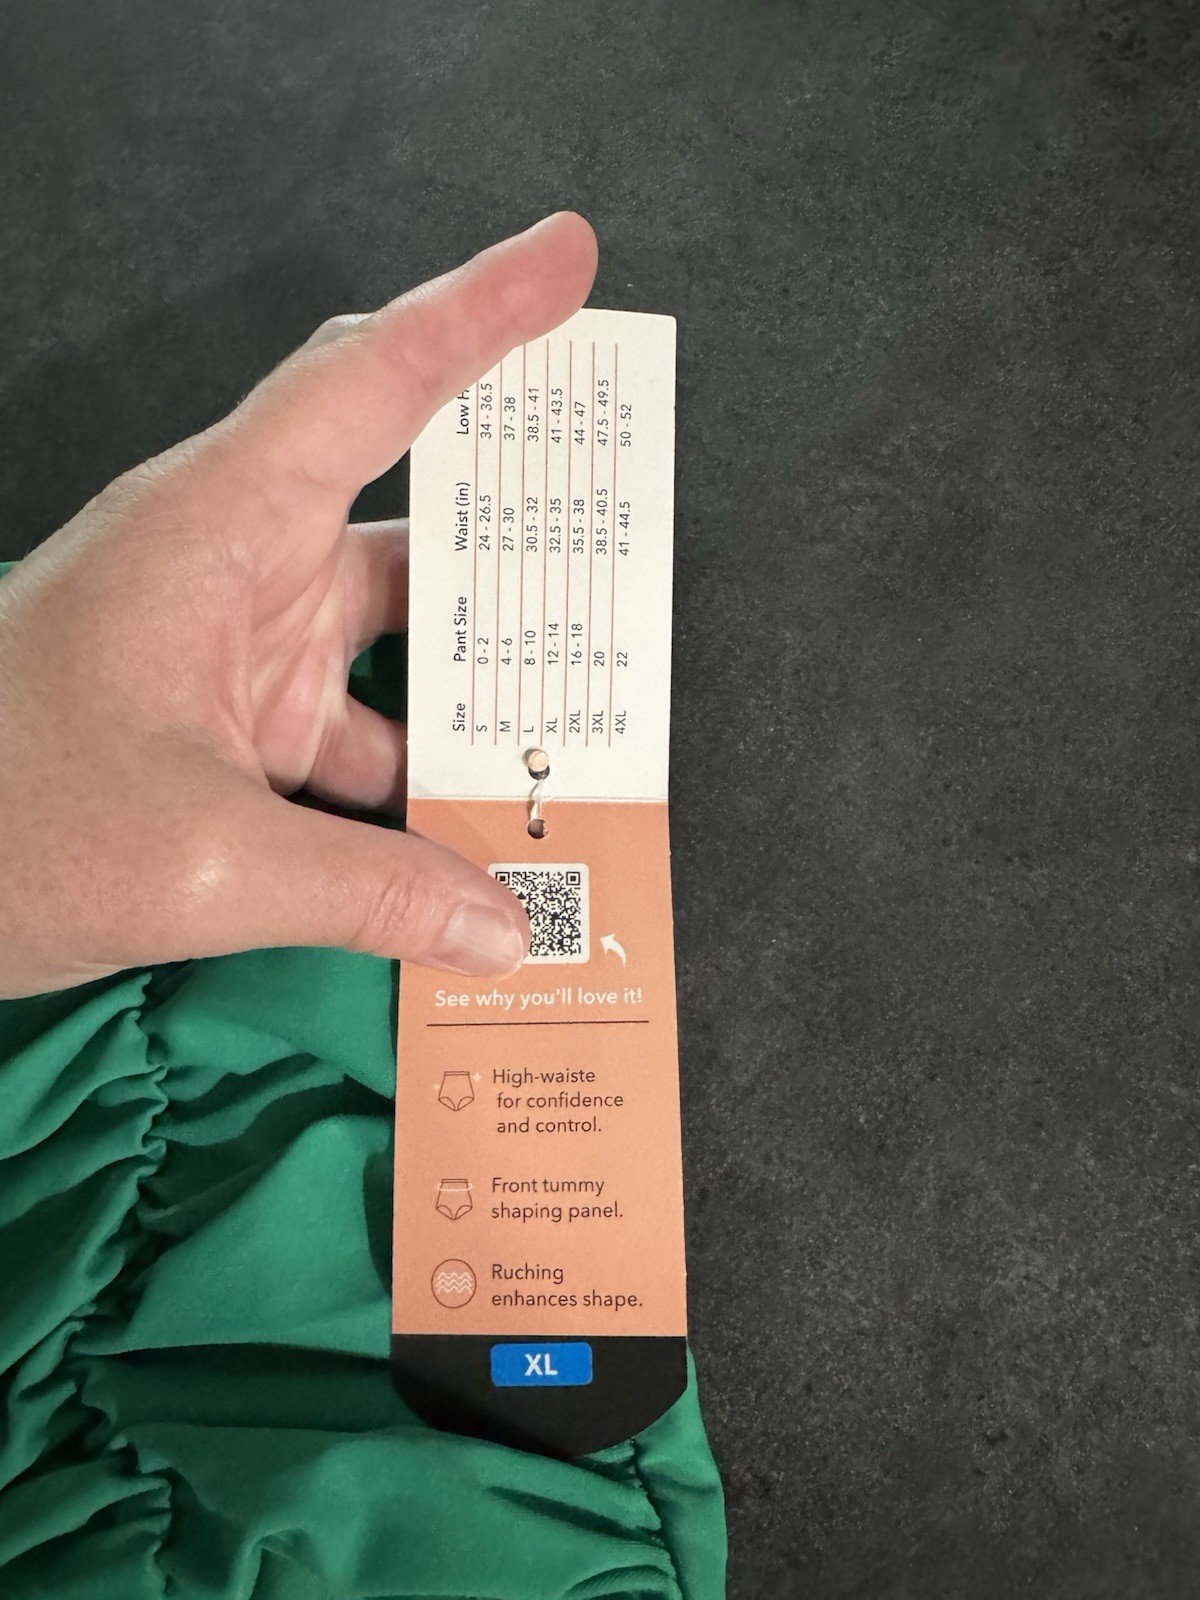 Size Pant Size Waist (in) Low
S 0 - 2 24 - 26.5 34 - 36.5
M 4 - 6 27 - 30 37 - 38
L 8 - 10 30.5 - 32 38.5 - 41
XL 12 - 14 32.5 - 35 41 - 43.5
2XL 16 - 18 35.5 - 38 44 - 47
3XL 20 38.5 - 40.5 47.5 - 49.5
4XL 22 41 - 44.5 50 - 52
See why you'll love it!
High-waiste
for confidence
and control.
Front tummy
shaping panel.
Ruching
enhances shape.
XL